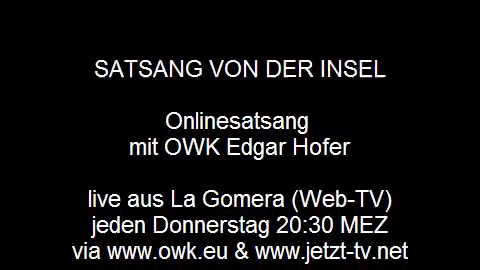 SATSANG VON DER INSEL
Onlinesatsang
mit OWK Edgar Hofer
live aus La Gomera (Web-TV)
jeden Donnerstag 20:30 MEZ
via www.owk.eu & www.jetzt-tv.net